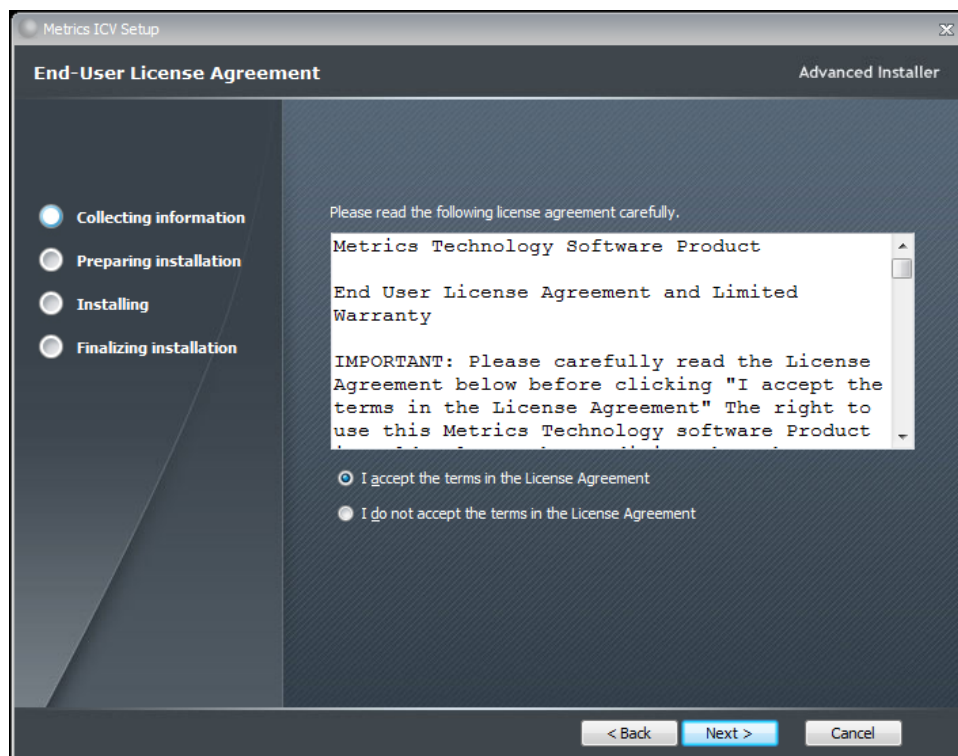 Metrics ICV Setup
End-User License Agreement
Advanced Installer
Collecting information
Preparing installation
Installing
Finalizing installation
Please read the following license agreement carefully.
Metrics Technology Software Product
End User License Agreement and Limited
Warranty
IMPORTANT: Please carefully read the License
Agreement below before clicking "I accept the
terms in the License Agreement" The right to
use this Metrics Technology software Product
I accept the terms in the License Agreement
I do not accept the terms in the License Agreement
< Back
Next >
Cancel